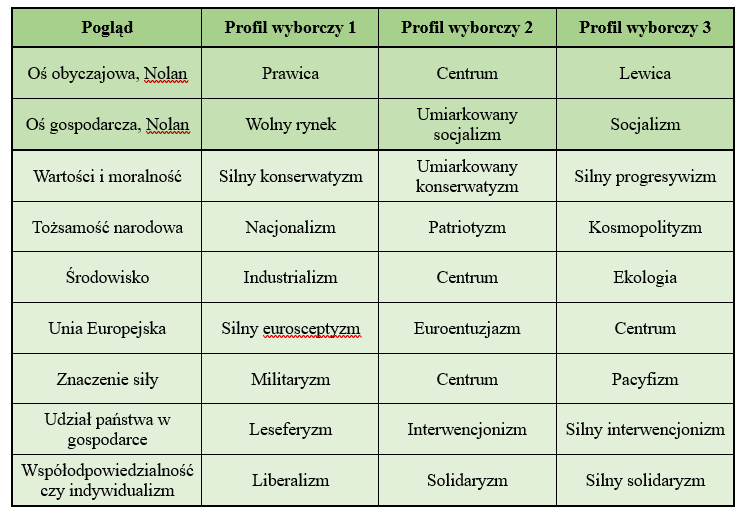 Pogląd Profil wyborczy 1 Profil wyborczy 2 Profil wyborczy 3
Oś obyczajowa, Nolan Prawica Centrum Lewica
Oś gospodarcza, Nolan Wolny rynek Umiarkowany
socjalizm Socjalizm
Wartości i moralność Silny konserwatyzm Umiarkowany
konserwatyzm Silny progresywizm
Tożsamość narodowa Nacjonalizm Patriotyzm Kosmopolityzm
Środowisko Industrializm Centrum Ekologia
Unia Europejska Silny eurosceptyzm Euroentuzjazm Centrum
Znaczenie siły Militaryzm Centrum Pacyfizm
Udział państwa w
gospodarce Leseferyzm Interwencjonizm Silny interwencjonizm
Współodpowiedzialność
czy indywidualizm Liberalizm Solidaryzm Silny solidaryzm